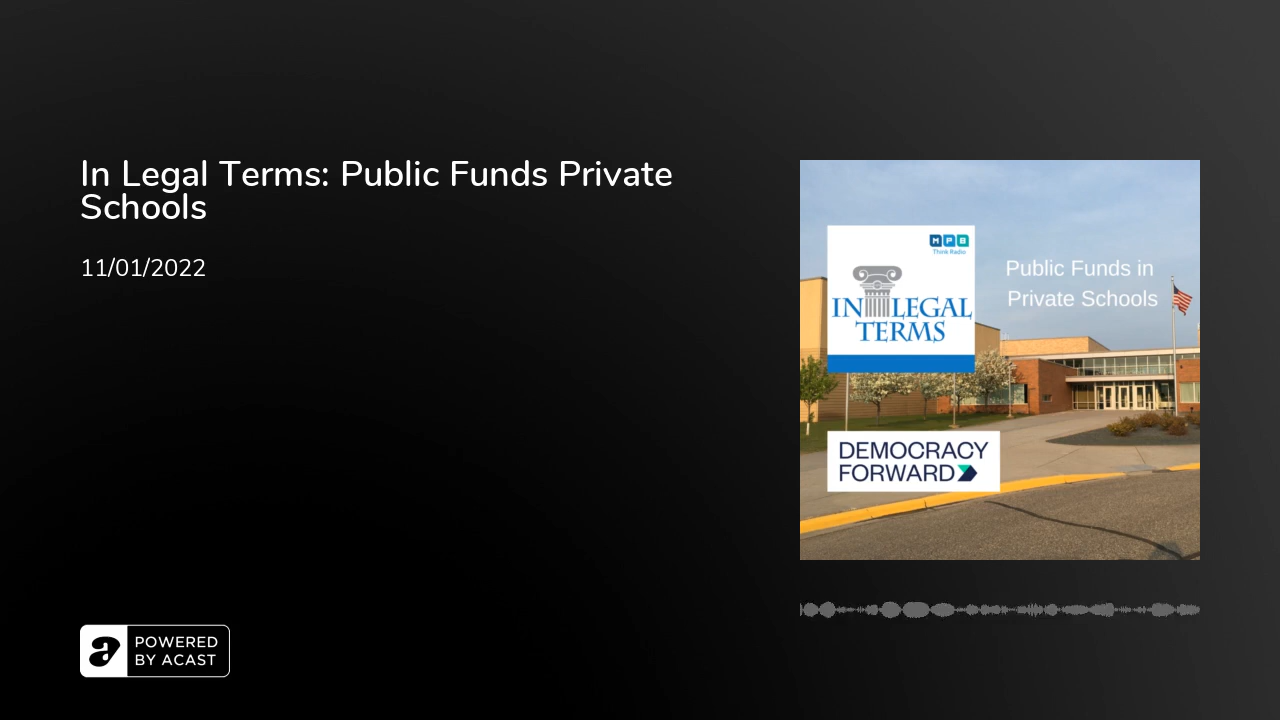 In Legal Terms: Public Funds Private
Schools
11/01/2022
MPB
Think Radio
IN LEGAL
TERMS
Public Funds in
Private Schools
DEMOCRACY
FORWARD
a POWERED
BY ACAST